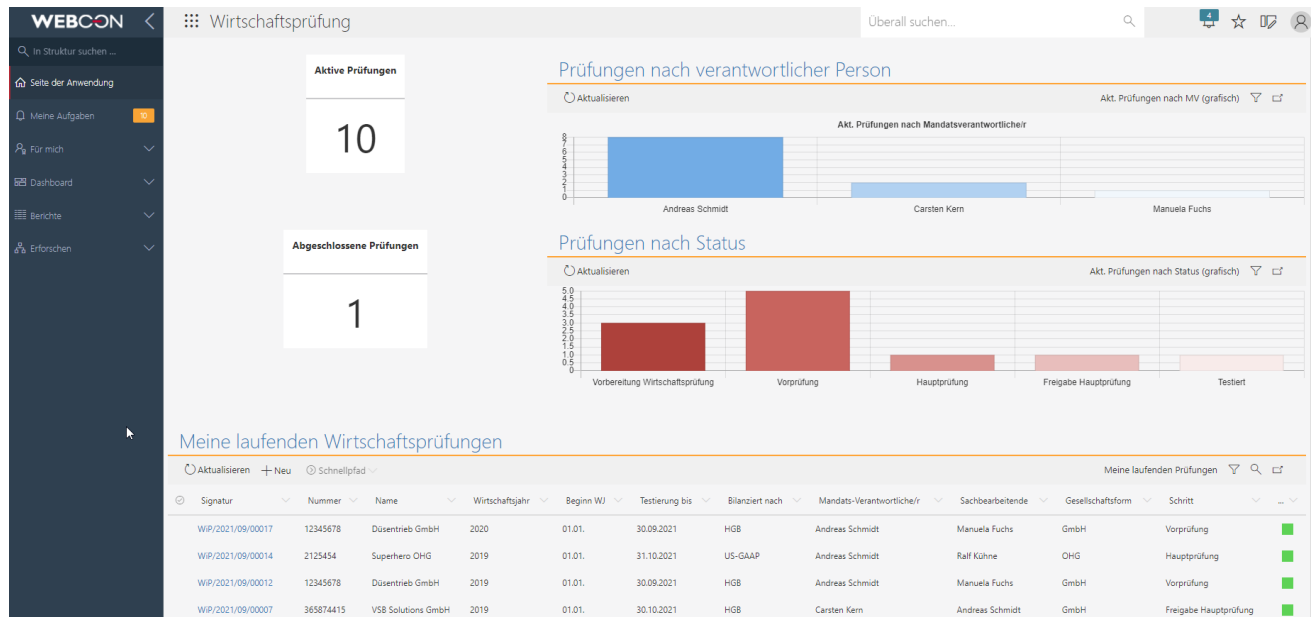 WEBCON
Wirtschaftsprüfung
Überall suchen...
4
In Struktur suchen ...
Seite der Anwendung
Meine Aufgaben
10
Für mich
Dashboard
Berichte
Erforschen
Aktive Prüfungen
10
Abgeschlossene Prüfungen
1
Prüfungen nach verantwortlicher Person
Aktualisieren
Akt. Prüfungen nach MV (grafisch)
Akt. Prüfungen nach Mandatsverantwortliche/r
8
7
6
5
4
3
2
1
0
Andreas Schmidt Carsten Kern Manuela Fuchs
Prüfungen nach Status
Aktualisieren
Akt. Prüfungen nach Status (grafisch)
5.0
4.5
4.0
3.5
3.0
2.5
2.0
1.5
1.0
0.5
0
Vorbereitung Wirtschaftsprüfung Vorprüfung Hauptprüfung Freigabe Hauptprüfung Testiert
Meine laufenden Wirtschaftsprüfungen
Aktualisieren Neu Schnellpfad Meine laufenden Prüfungen
Signatur Nummer Name Wirtschaftsjahr Beginn WJ Testierung bis Bilanziert nach Mandats-Verantwortliche/r Sachbearbeitende Gesellschaftsform Schritt ...
WiP/2021/09/00017 12345678 Düsentrieb GmbH 2020 01.01. 30.09.2021 HGB Andreas Schmidt Manuela Fuchs GmbH Vorprüfung
WiP/2021/09/00014 2125454 Superhero OHG 2019 01.01. 31.10.2021 US-GAAP Andreas Schmidt Ralf Kühne OHG Hauptprüfung
WiP/2021/09/00012 12345678 Düsentrieb GmbH 2019 01.01. 30.09.2021 HGB Andreas Schmidt Manuela Fuchs GmbH Vorprüfung
WiP/2021/09/00007 365874415 VSB Solutions GmbH 2019 01.01. 30.10.2021 HGB Carsten Kern Andreas Schmidt GmbH Freigabe Hauptprüfung